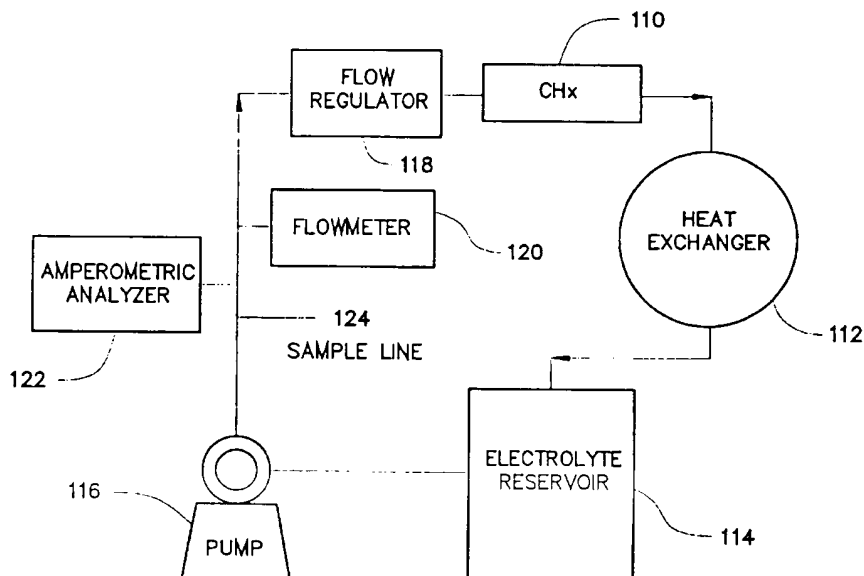 110
FLOW
REGULATOR
CHx
118
FLOWMETER
120
HEAT
EXCHANGER
AMPEROMETRIC
ANALYZER
124
SAMPLE LINE
112
122
ELECTROLYTE
RESERVOIR
116
PUMP
114